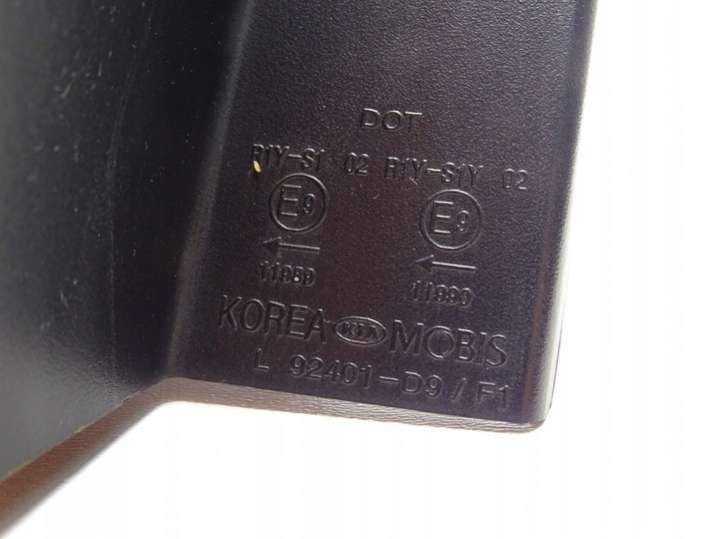 DOT
R1Y-S1 02 R1Y-S1Y 02
E9 E9
11959 11990
KOREA KIA MOBIS
L 92401-D9 / F1